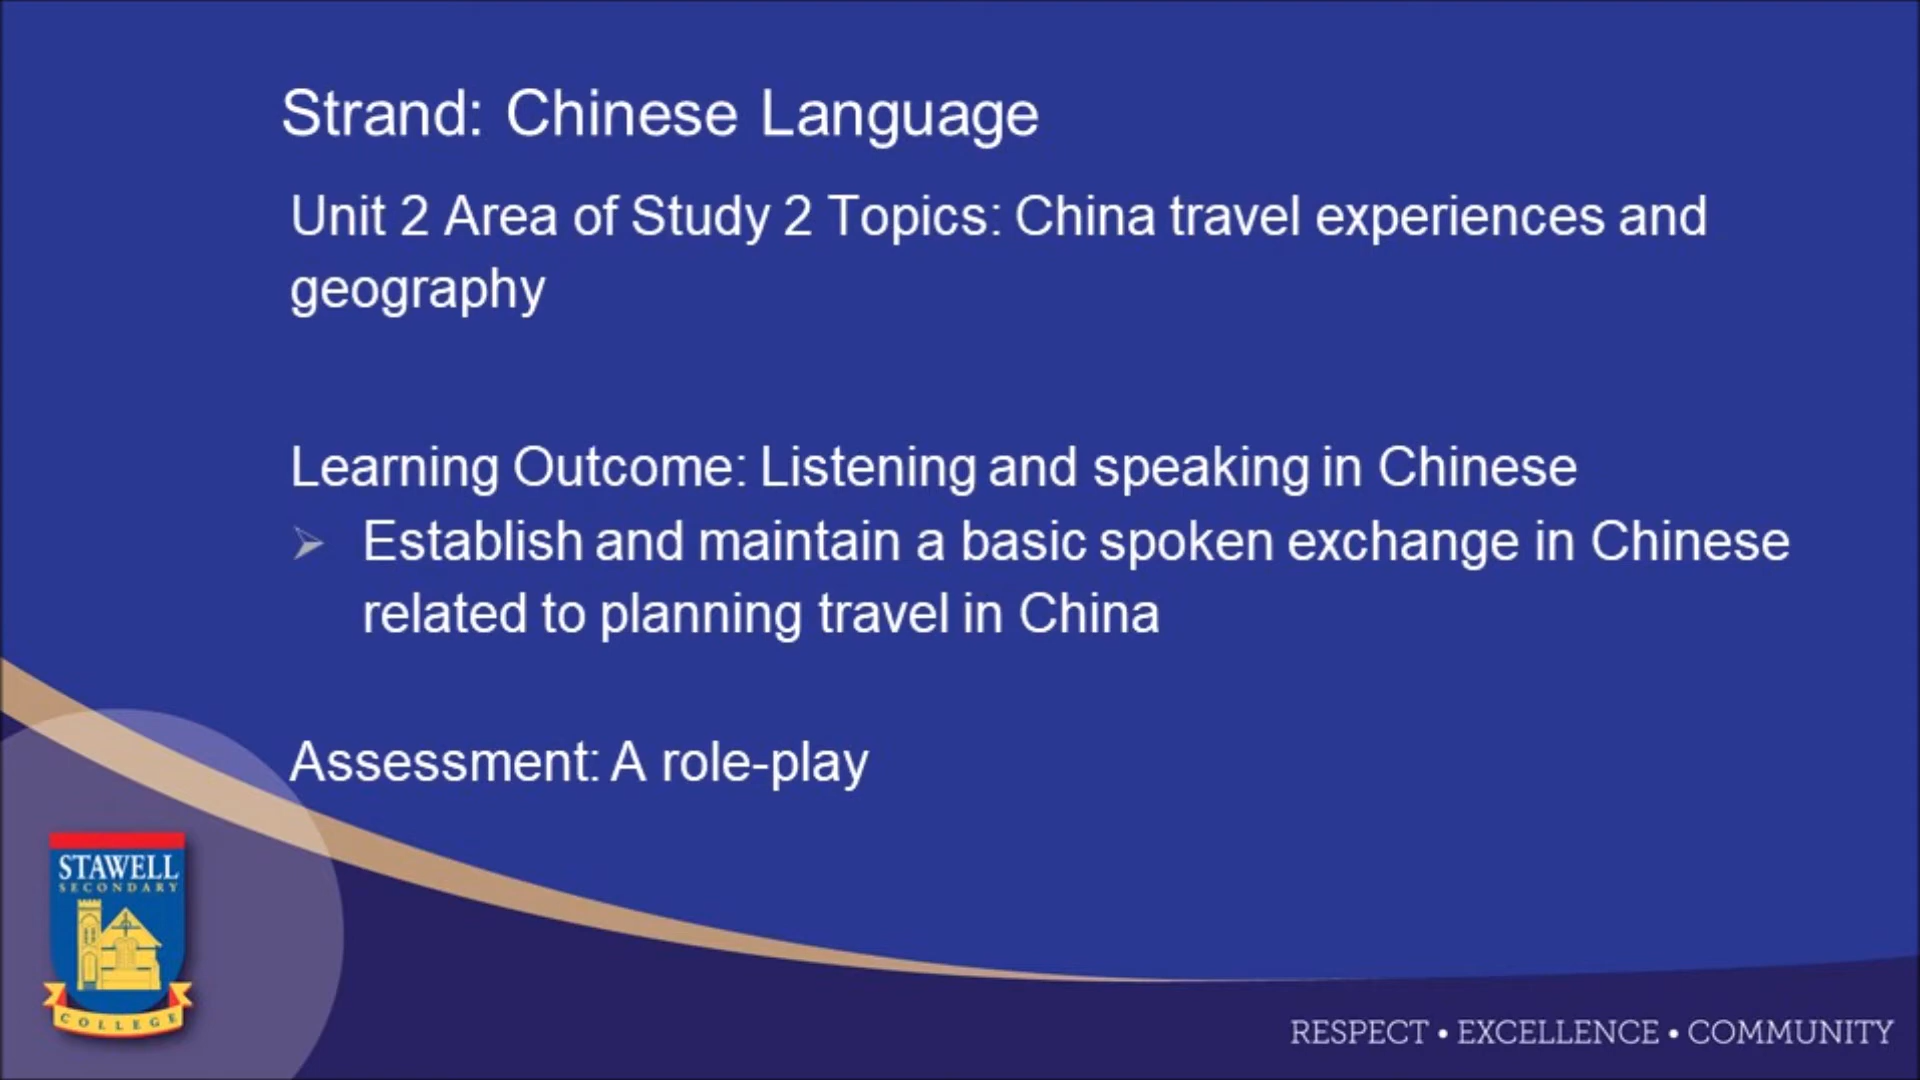 Strand: Chinese Language
Unit 2 Area of Study 2 Topics: China travel experiences and
geography
Learning Outcome: Listening and speaking in Chinese
Establish and maintain a basic spoken exchange in Chinese
related to planning travel in China
Assessment: A role-play
STAWELL
SECONDARY
COLLEGE
RESPECT • EXCELLENCE • COMMUNITY